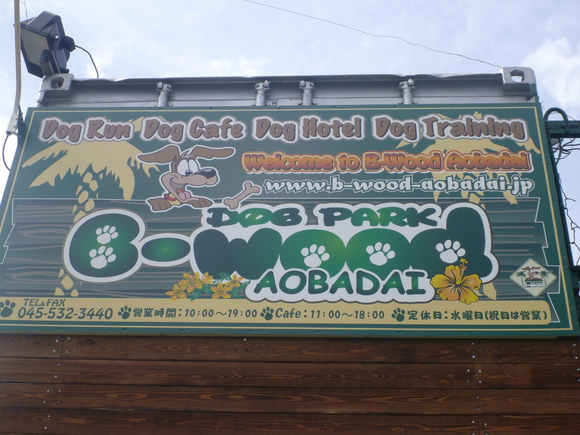 Dog Run Dog Cafe Dog Hotel Dog Training
Welcome to B-Wood Aobadai
www.b-wood-aobadai.jp
DOG PARK
B-WOOD
AOBADAI
TEL&FAX
045-532-3440
営業時間:10:00〜19:00 Cafe:11:00〜18:00 定休日:水曜日(祝日は営業)